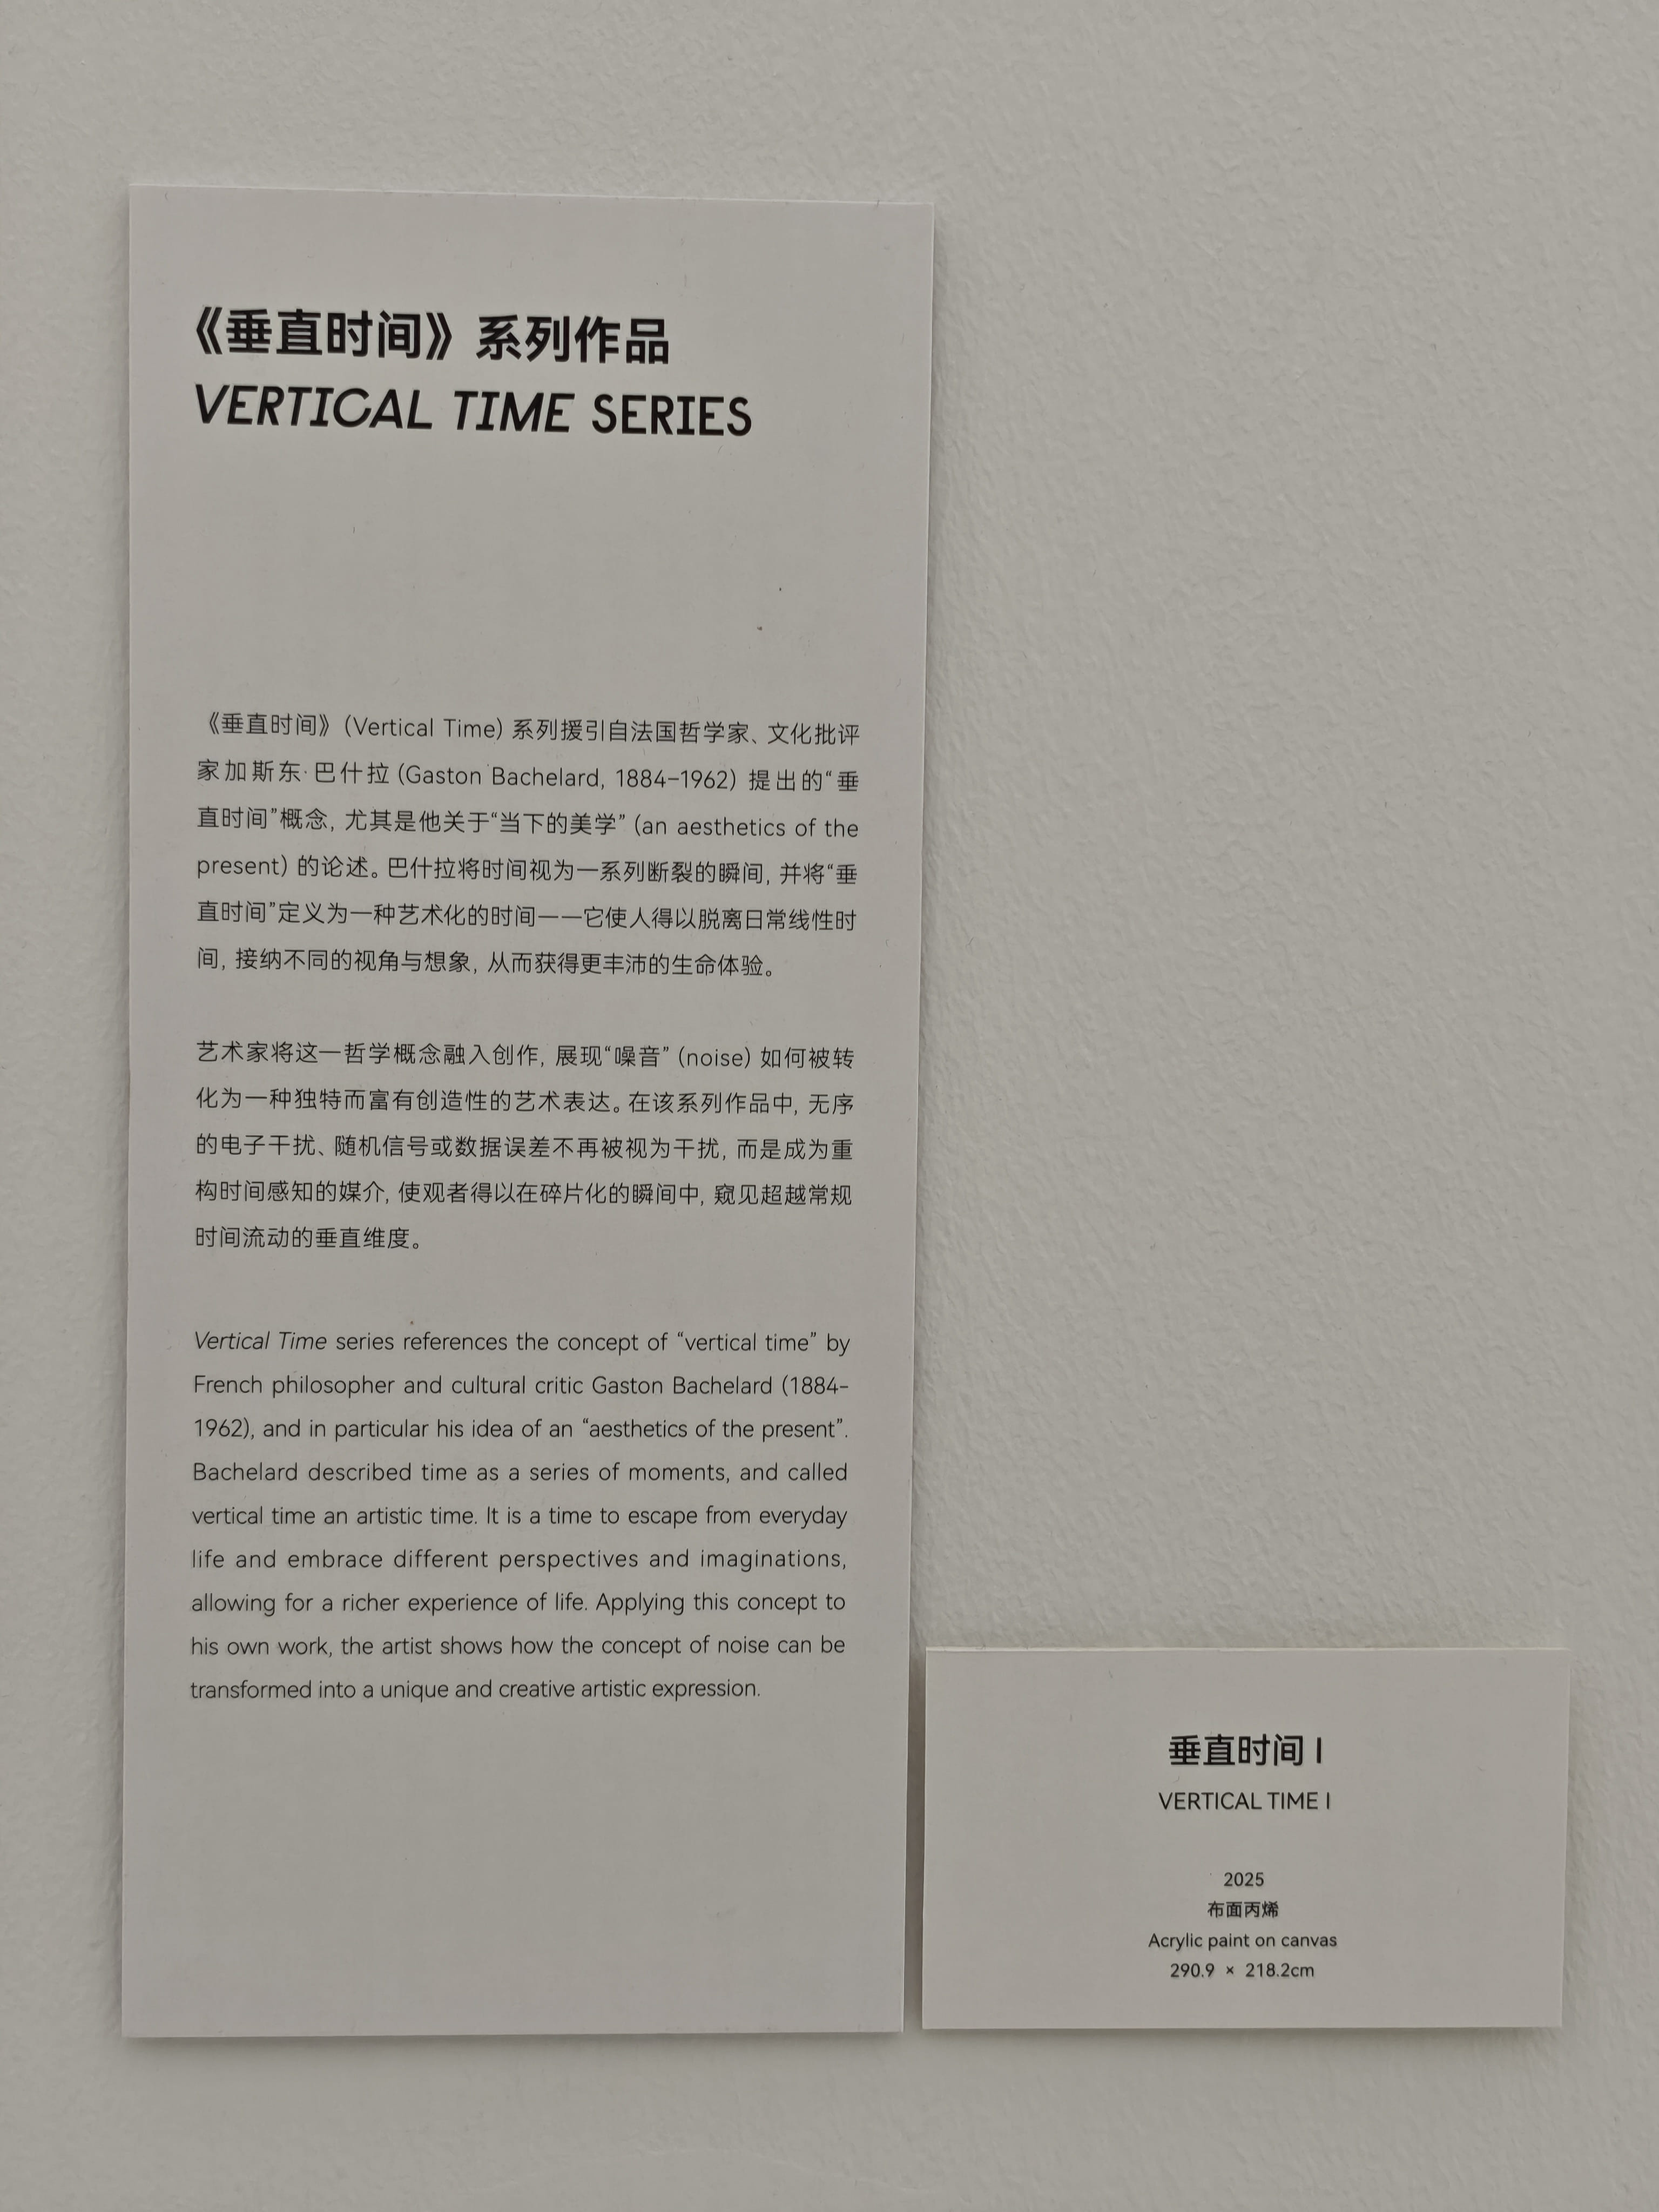 《垂直时间》系列作品
VERTICAL TIME SERIES
《垂直时间》(Vertical Time) 系列援引自法国哲学家、文化批评
家加斯东·巴什拉 (Gaston Bachelard, 1884–1962) 提出的“垂
直时间”概念, 尤其是他关于“当下的美学” (an aesthetics of the
present) 的论述。巴什拉将时间视为一系列断裂的瞬间, 并将“垂
直时间”定义为一种艺术化的时间——它使人得以脱离日常线性时
间, 接纳不同的视角与想象, 从而获得更丰沛的生命体验。
艺术家将这一哲学概念融入创作, 展现“噪音” (noise) 如何被转
化为一种独特而富有创造性的艺术表达。在该系列作品中, 无序
的电子干扰、随机信号或数据误差不再被视为干扰, 而是成为重
构时间感知的媒介, 使观者得以在碎片化的瞬间中, 窥见超越常规
时间流动的垂直维度。
Vertical Time series references the concept of “vertical time” by
French philosopher and cultural critic Gaston Bachelard (1884–
1962), and in particular his idea of an “aesthetics of the present”.
Bachelard described time as a series of moments, and called
vertical time an artistic time. It is a time to escape from everyday
life and embrace different perspectives and imaginations,
allowing for a richer experience of life. Applying this concept to
his own work, the artist shows how the concept of noise can be
transformed into a unique and creative artistic expression.
垂直时间 I
VERTICAL TIME I
2025
布面丙烯
Acrylic paint on canvas
290.9 × 218.2cm